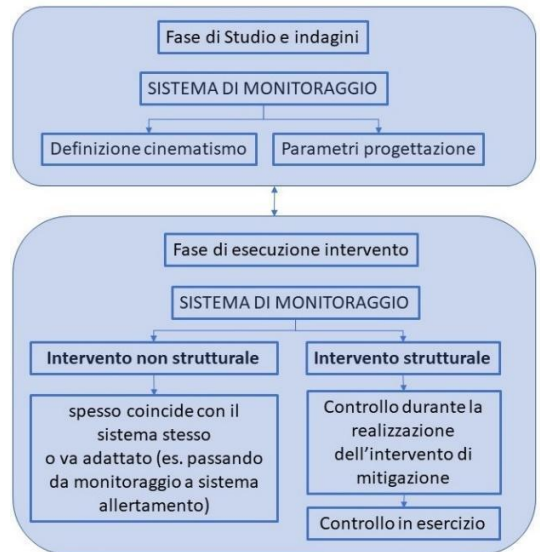 Fase di Studio e indagini
SISTEMA DI MONITORAGGIO
Definizione cinematismo
Parametri progettazione
Fase di esecuzione intervento
SISTEMA DI MONITORAGGIO
Intervento non strutturale
Intervento strutturale
spesso coincide con il
sistema stesso
o va adattato (es. passando
da monitoraggio a sistema
allertamento)
Controllo durante la
realizzazione
dell'intervento di
mitigazione
Controllo in esercizio